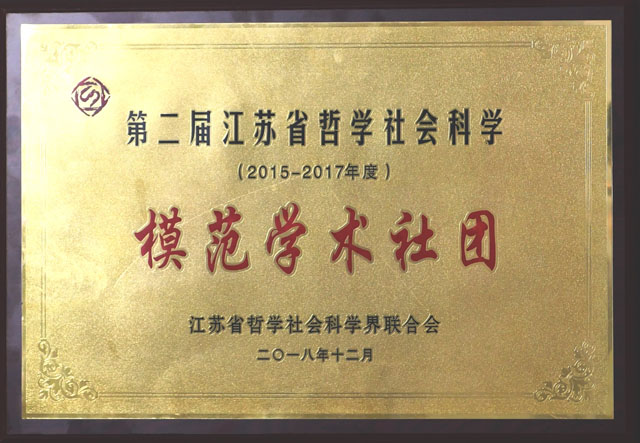 第二届江苏省哲学社会科学
（2015-2017年度）
模范学术社团
江苏省哲学社会科学界联合会
二〇一八年十二月